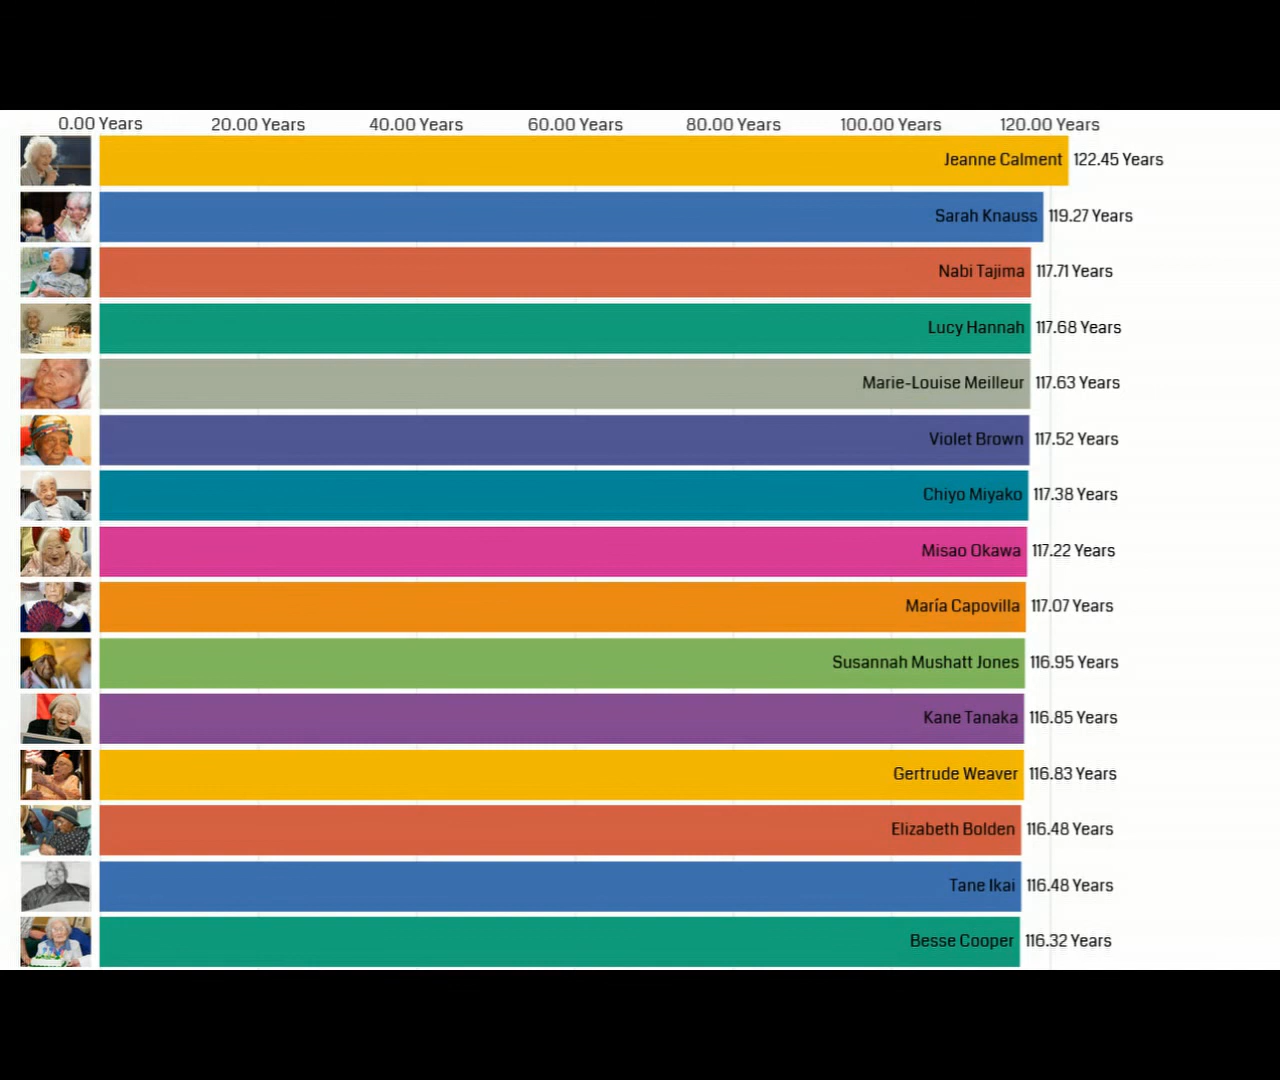 0.00 Years 20.00 Years 40.00 Years 60.00 Years 80.00 Years 100.00 Years 120.00 Years
Jeanne Calment 122.45 Years
Sarah Knauss 119.27 Years
Nabi Tajima 117.71 Years
Lucy Hannah 117.68 Years
Marie-Louise Meilleur 117.63 Years
Violet Brown 117.52 Years
Chiyo Miyako 117.38 Years
Misao Okawa 117.22 Years
María Capovilla 117.07 Years
Susannah Mushatt Jones 116.95 Years
Kane Tanaka 116.85 Years
Gertrude Weaver 116.83 Years
Elizabeth Bolden 116.48 Years
Tane Ikai 116.48 Years
Besse Cooper 116.32 Years